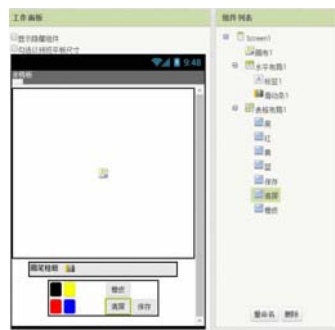 工作面板
显示隐藏组件
9:48
画笔粗细
橡皮
清屏 保存
组件列表
Screen1
画布1
水平布局1
标签1
滑动条1
表格布局1
黑
红
黄
蓝
保存
清屏
橡皮
重命名 删除